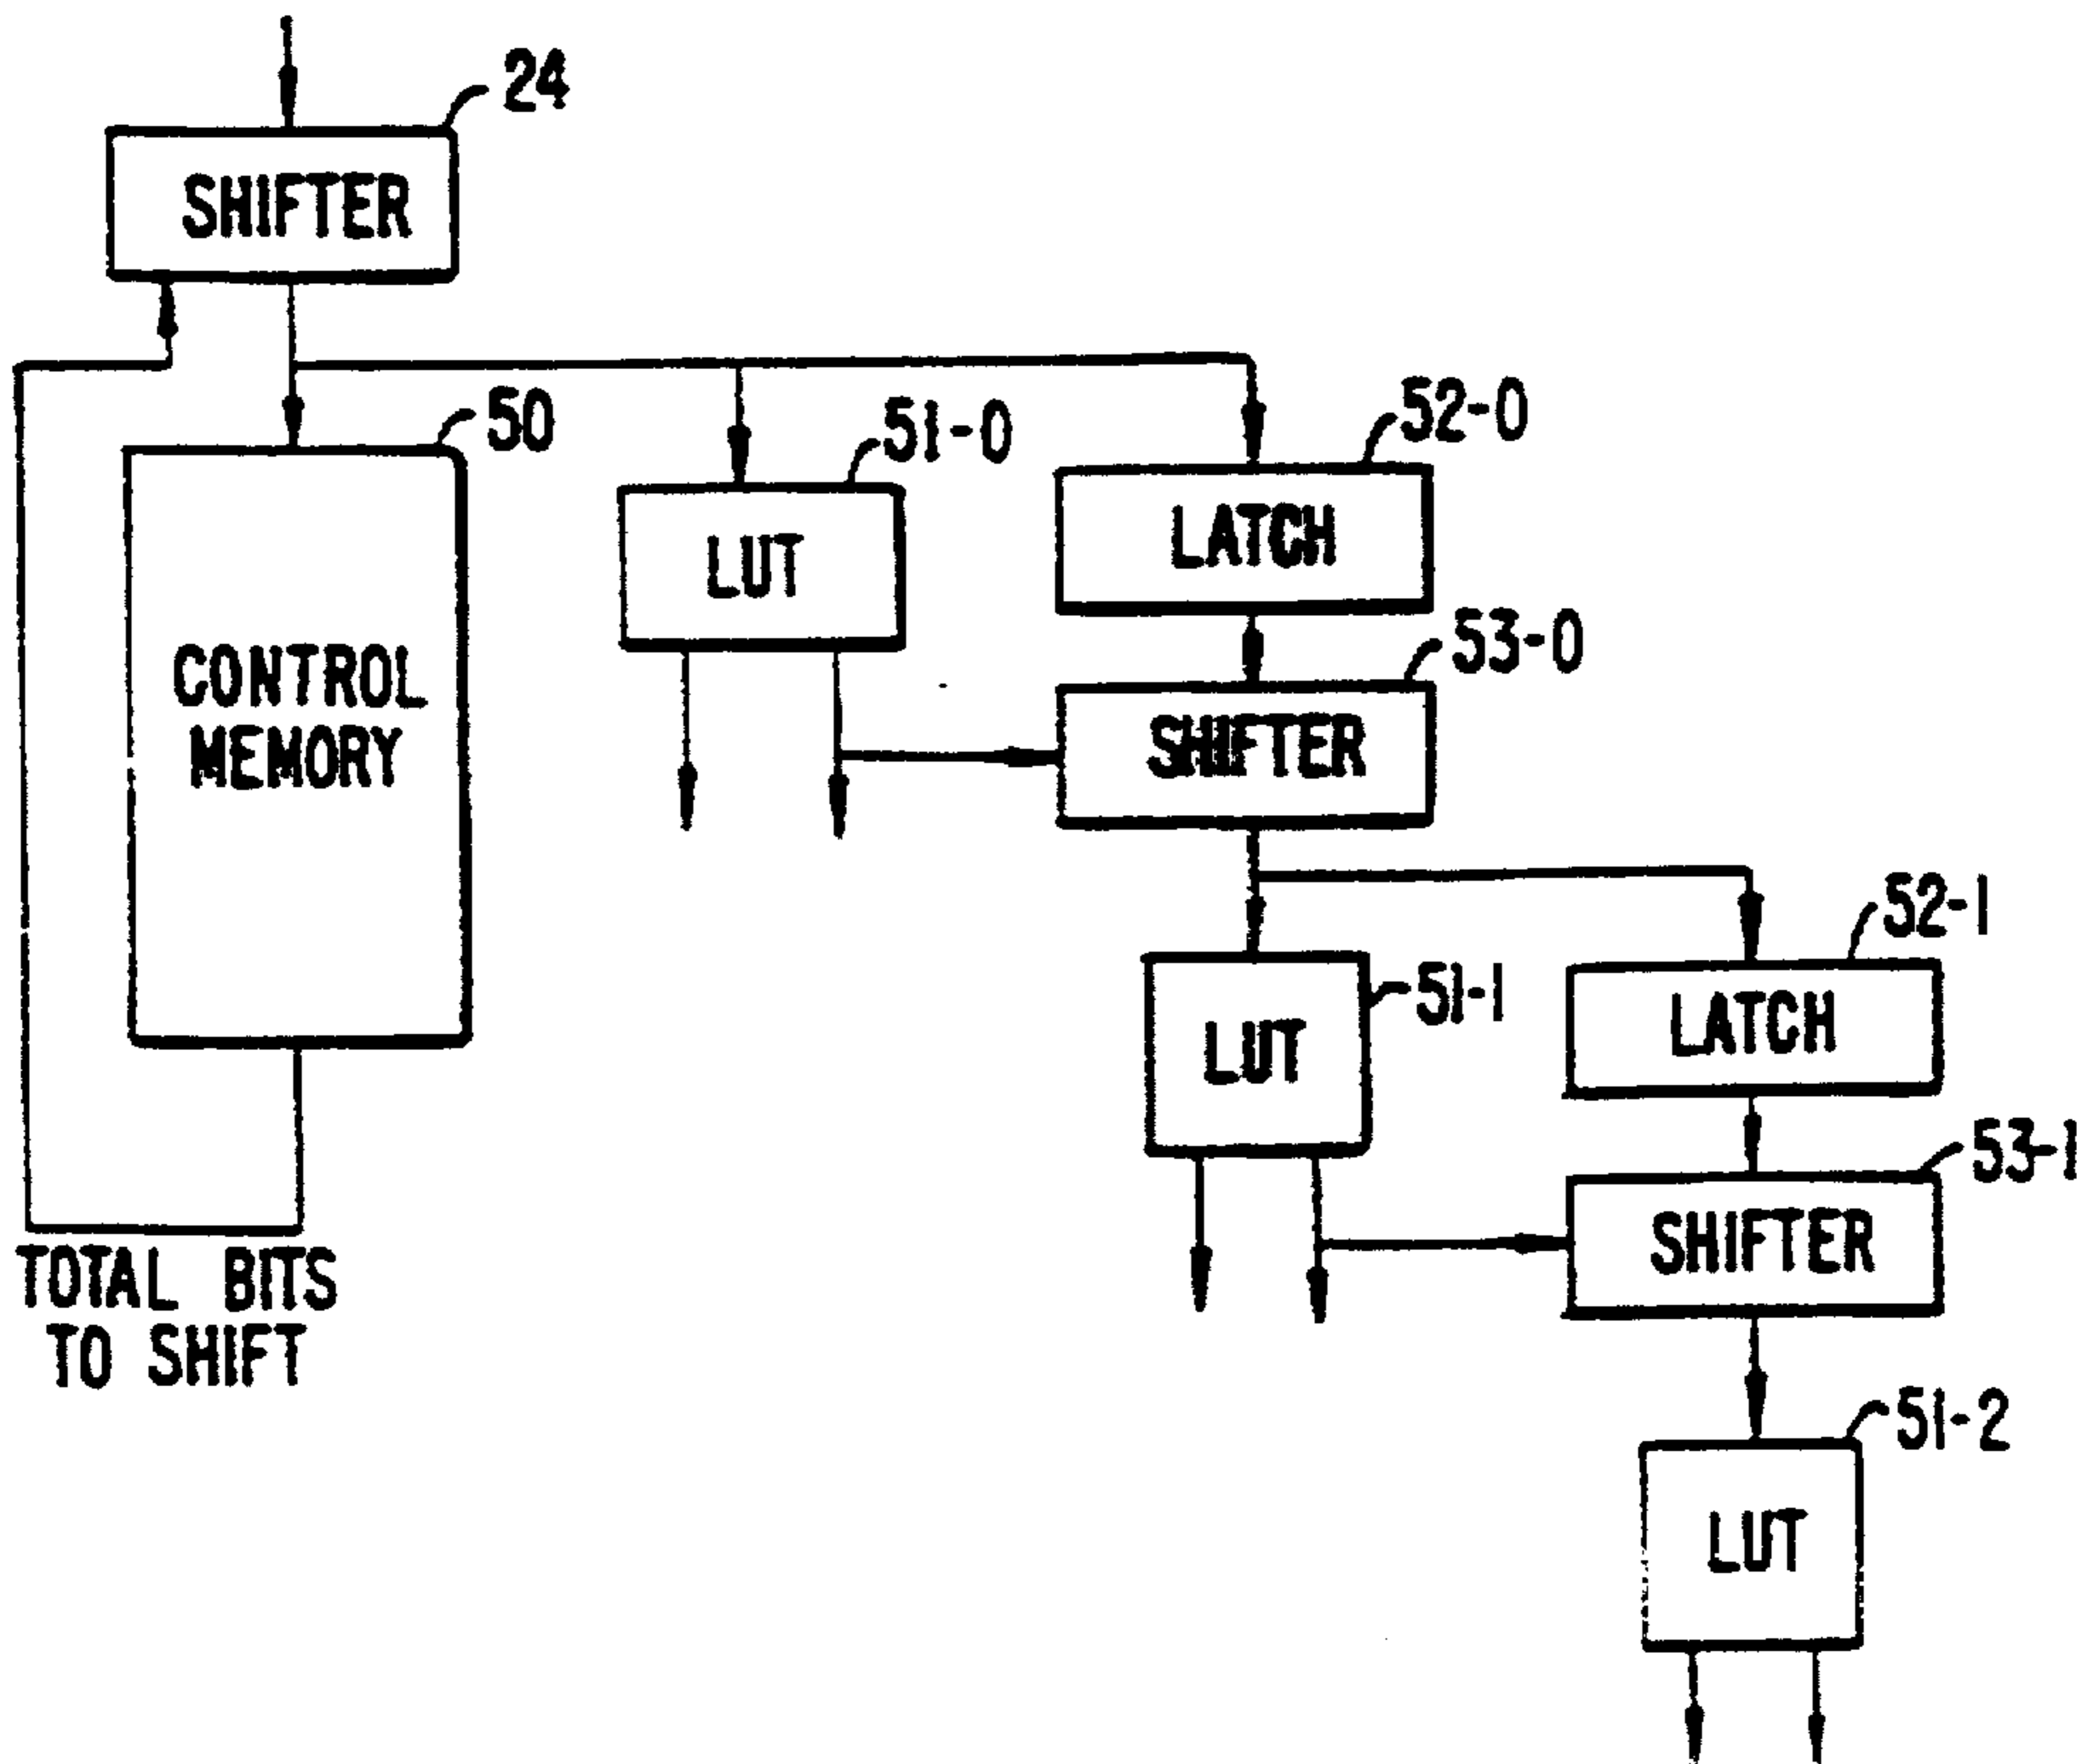 24
SHIFTER
50
51-0
52-0
LUT
LATCH
53-0
CONTROL
MEMORY
SHIFTER
52-1
51-1
LUT
LATCH
53-1
SHIFTER
TOTAL BITS
TO SHIFT
51-2
LUT